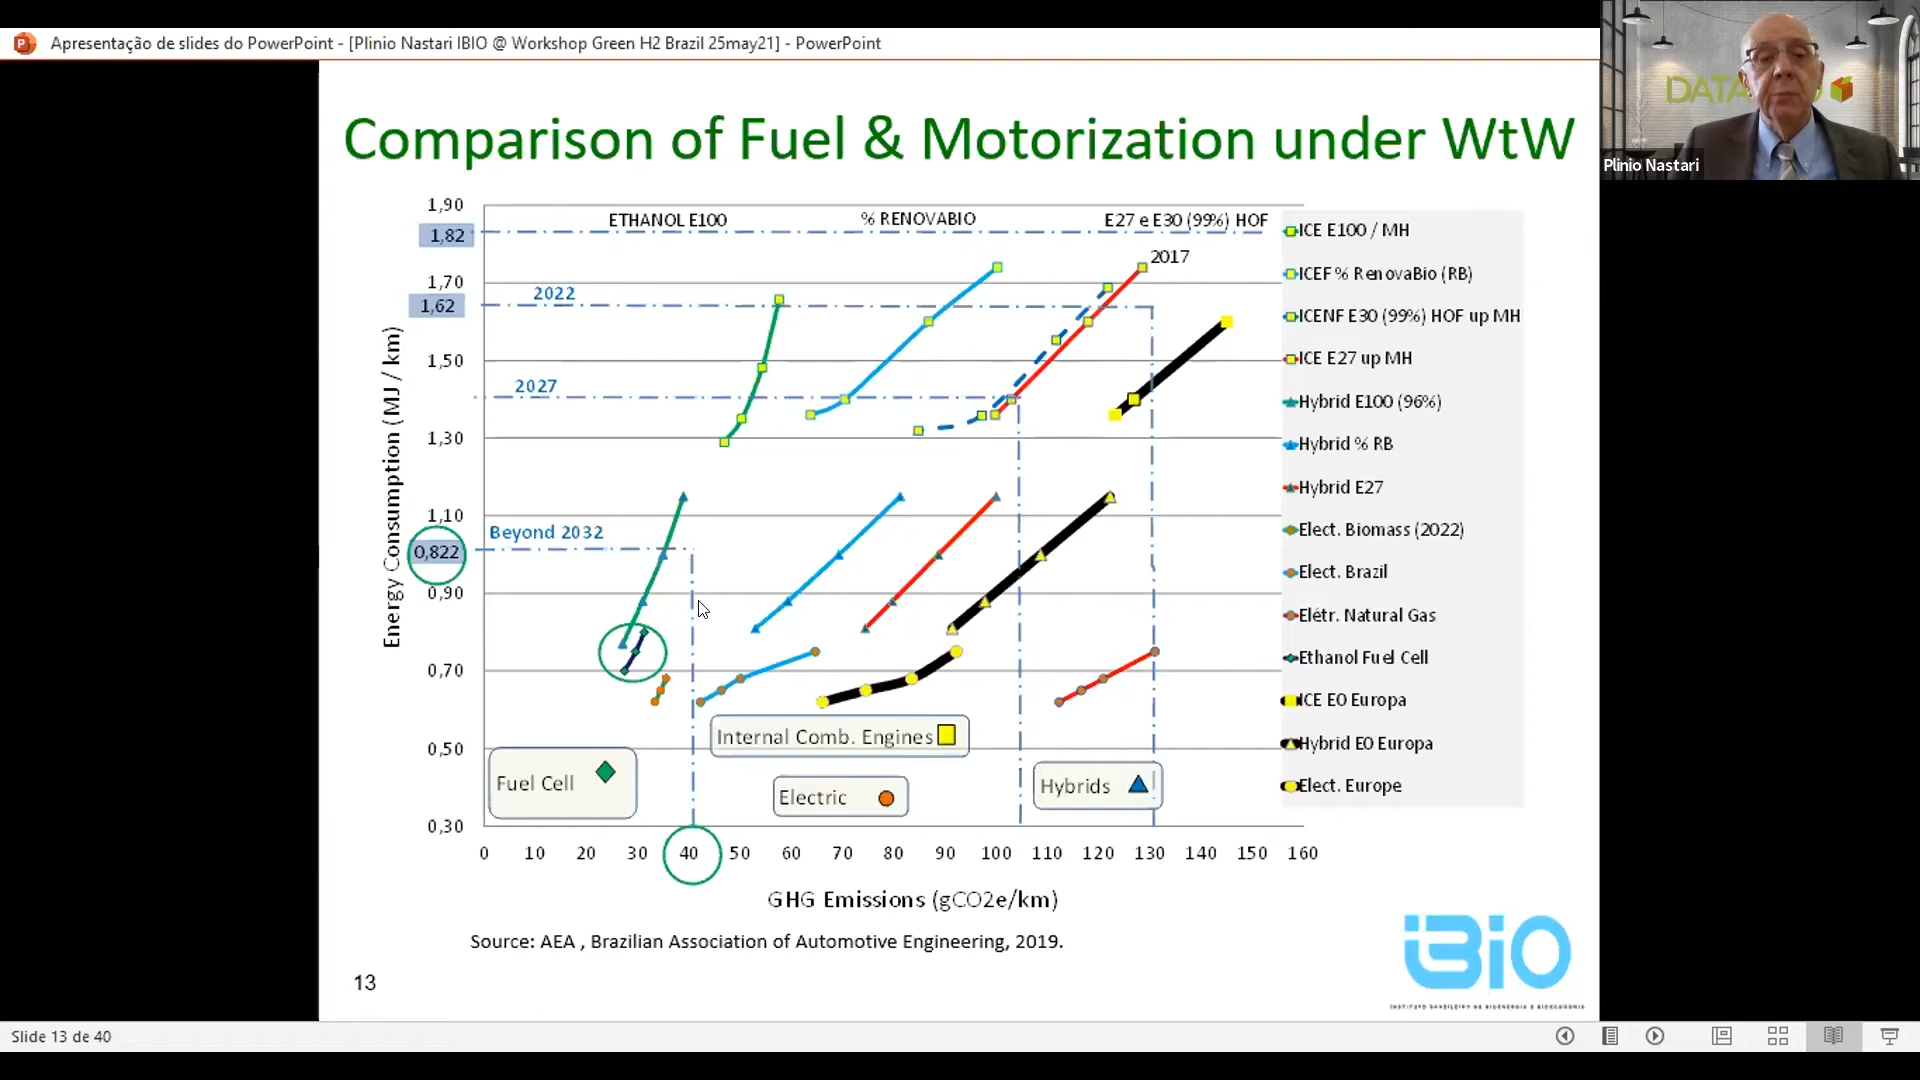 Apresentação de slides do PowerPoint - [Plinio Nastari IBIO @ Workshop Green H2 Brazil 25may21] - PowerPoint
Plinio Nastari
Comparison of Fuel & Motorization under WtW
1,90
1,82
1,70
1,62
1,50
1,30
1,10
0,822
0,90
0,70
0,50
0,30
Energy Consumption (MJ / km)
ETHANOL E100
% RENOVABIO
E27 e E30 (99%) HOF
2017
2022
2027
Beyond 2032
Fuel Cell
Internal Comb. Engines
Electric
Hybrids
0 10 20 30 40 50 60 70 80 90 100 110 120 130 140 150 160
GHG Emissions (gCO2e/km)
ICE E100 / MH
ICEF % RenovaBio (RB)
ICENF E30 (99%) HOF up MH
ICE E27 up MH
Hybrid E100 (96%)
Hybrid % RB
Hybrid E27
Elect. Biomass (2022)
Elect. Brazil
Elétr. Natural Gas
Ethanol Fuel Cell
ICE E0 Europa
Hybrid E0 Europa
Elect. Europe
Source: AEA , Brazilian Association of Automotive Engineering, 2019.
13
iBiO
INSTITUTO BRASILEIRO DE BIOENERGIA E BIOECONOMIA
Slide 13 de 40